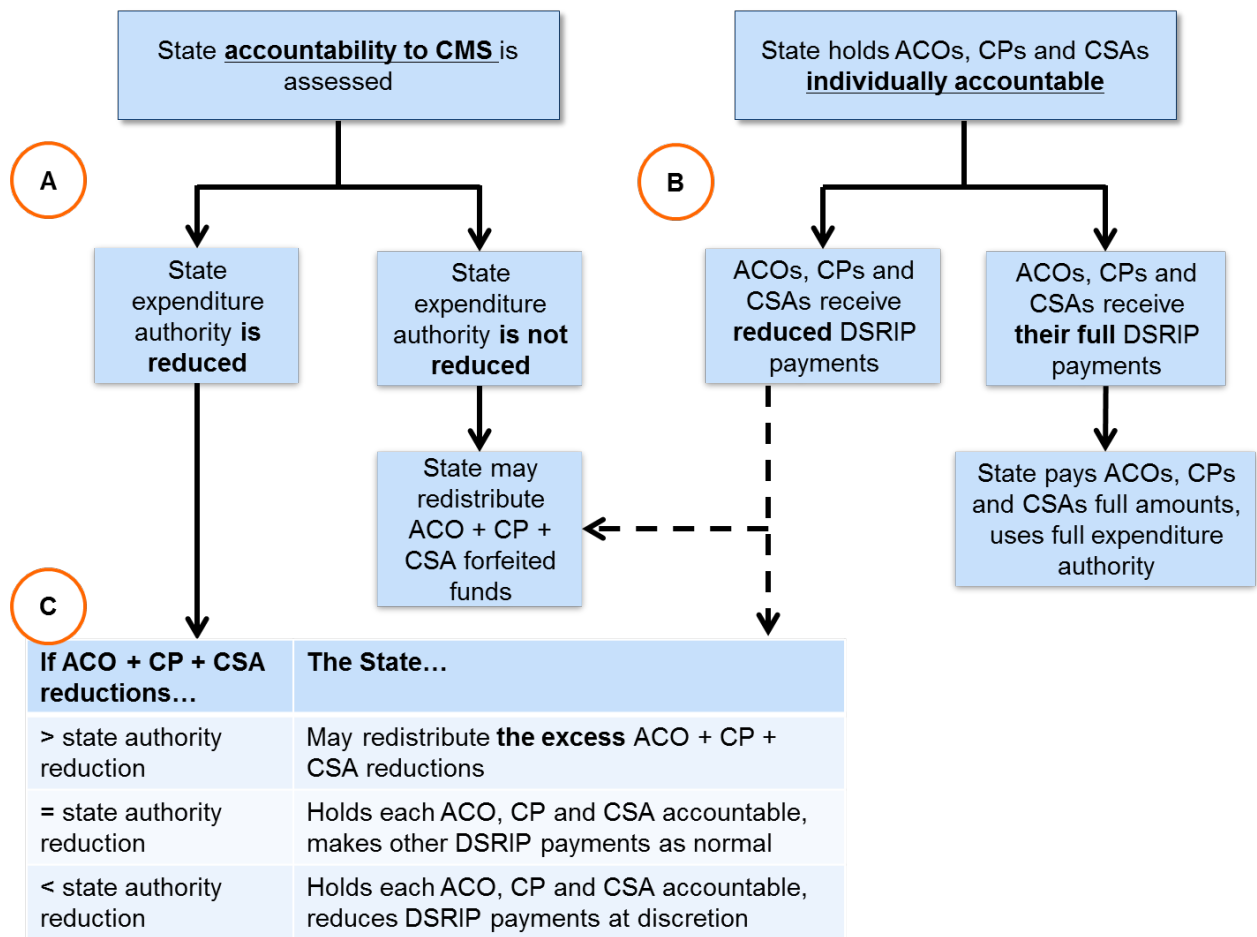 State accountability to CMS is
assessed
State holds ACOs, CPs and CSAs
individually accountable
A
B
State
expenditure
authority is
reduced
State
expenditure
authority is not
reduced
ACOs, CPs and
CSAs receive
reduced DSRIP
payments
ACOs, CPs and
CSAs receive
their full DSRIP
payments
State may
redistribute
ACO + CP +
CSA forfeited
funds
State pays ACOs, CPs
and CSAs full amounts,
uses full expenditure
authority
C
If ACO + CP + CSA
reductions…
The State…
> state authority
reduction
May redistribute the excess ACO + CP +
CSA reductions
= state authority
reduction
Holds each ACO, CP and CSA accountable,
makes other DSRIP payments as normal
< state authority
reduction
Holds each ACO, CP and CSA accountable,
reduces DSRIP payments at discretion